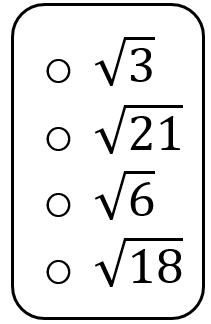 ○ √3
○ √21
○ √6
○ √18